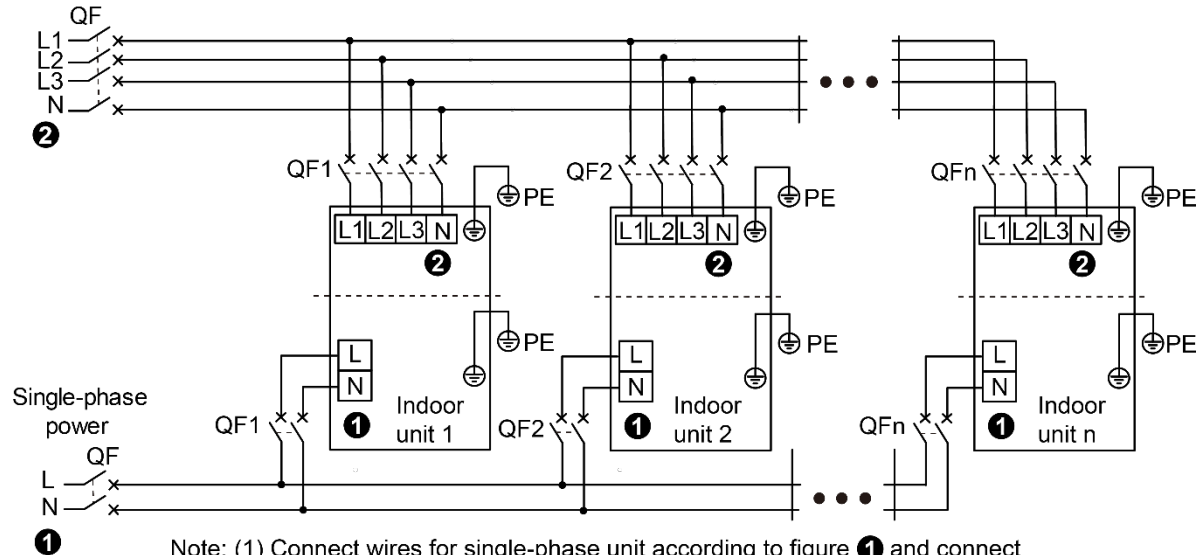 QF
L1
L2
L3
N
❷
QF1 QF2 QFn
PE PE PE
L1 L2 L3 N L1 L2 L3 N L1 L2 L3 N
❷ ❷ ❷
PE PE PE
L L L
N N N
Single-phase
power
QF1 QF2 QFn
❶ Indoor unit 1
❶ Indoor unit 2
❶ Indoor unit n
QF
L
N
❶
Note: (1) Connect wires for single-phase unit according to figure ❶ and connect